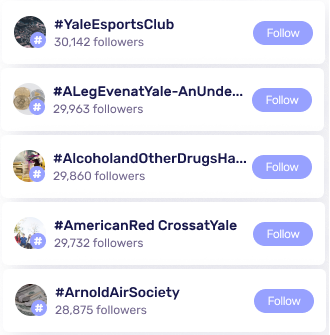 #YaleEsportsClub
30,142 followers
Follow
#ALegEvenatYale-AnUnde...
29,963 followers
Follow
#AlcoholandOtherDrugsHa...
29,860 followers
Follow
#AmericanRed CrossatYale
29,732 followers
Follow
#ArnoldAirSociety
28,875 followers
Follow